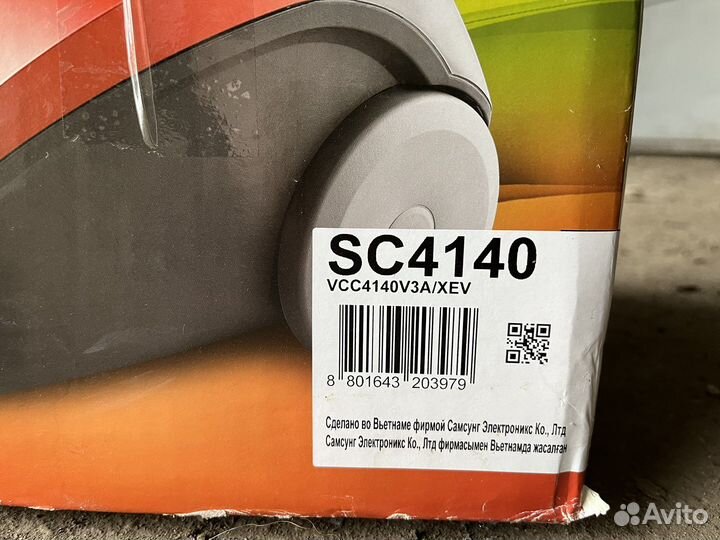 SC4140
VCC4140V3A/XEV
8 801643 203979
Сделано во Вьетнаме фирмой Самсунг Электроникс Ко., Лтд
Самсунг Электроникс Ко., Лтд фирмасымен Вьетнамда жасалған
Avito